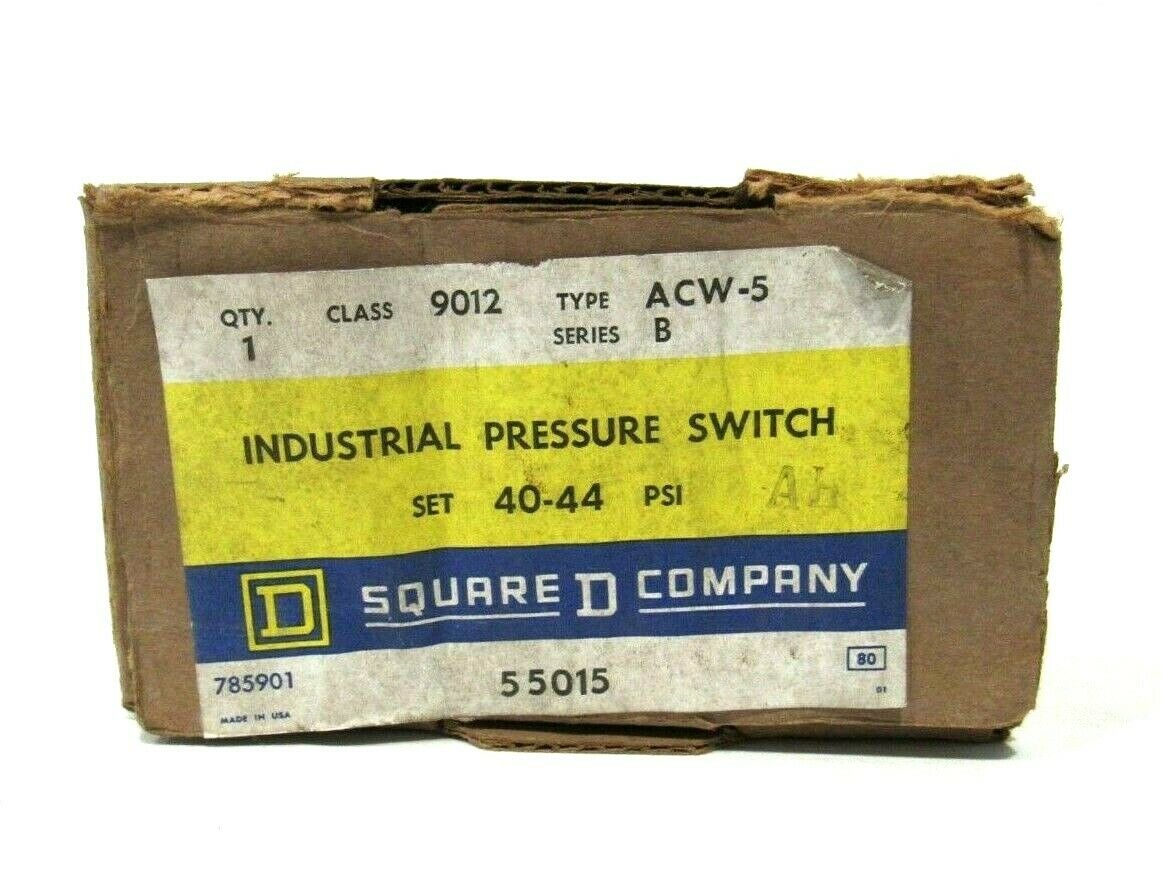 QTY. CLASS 9012 TYPE ACW-5
1 SERIES B
INDUSTRIAL PRESSURE SWITCH
SET 40-44 PSI
D SQUARE D COMPANY
785901 55015 80
MADE IN USA 01